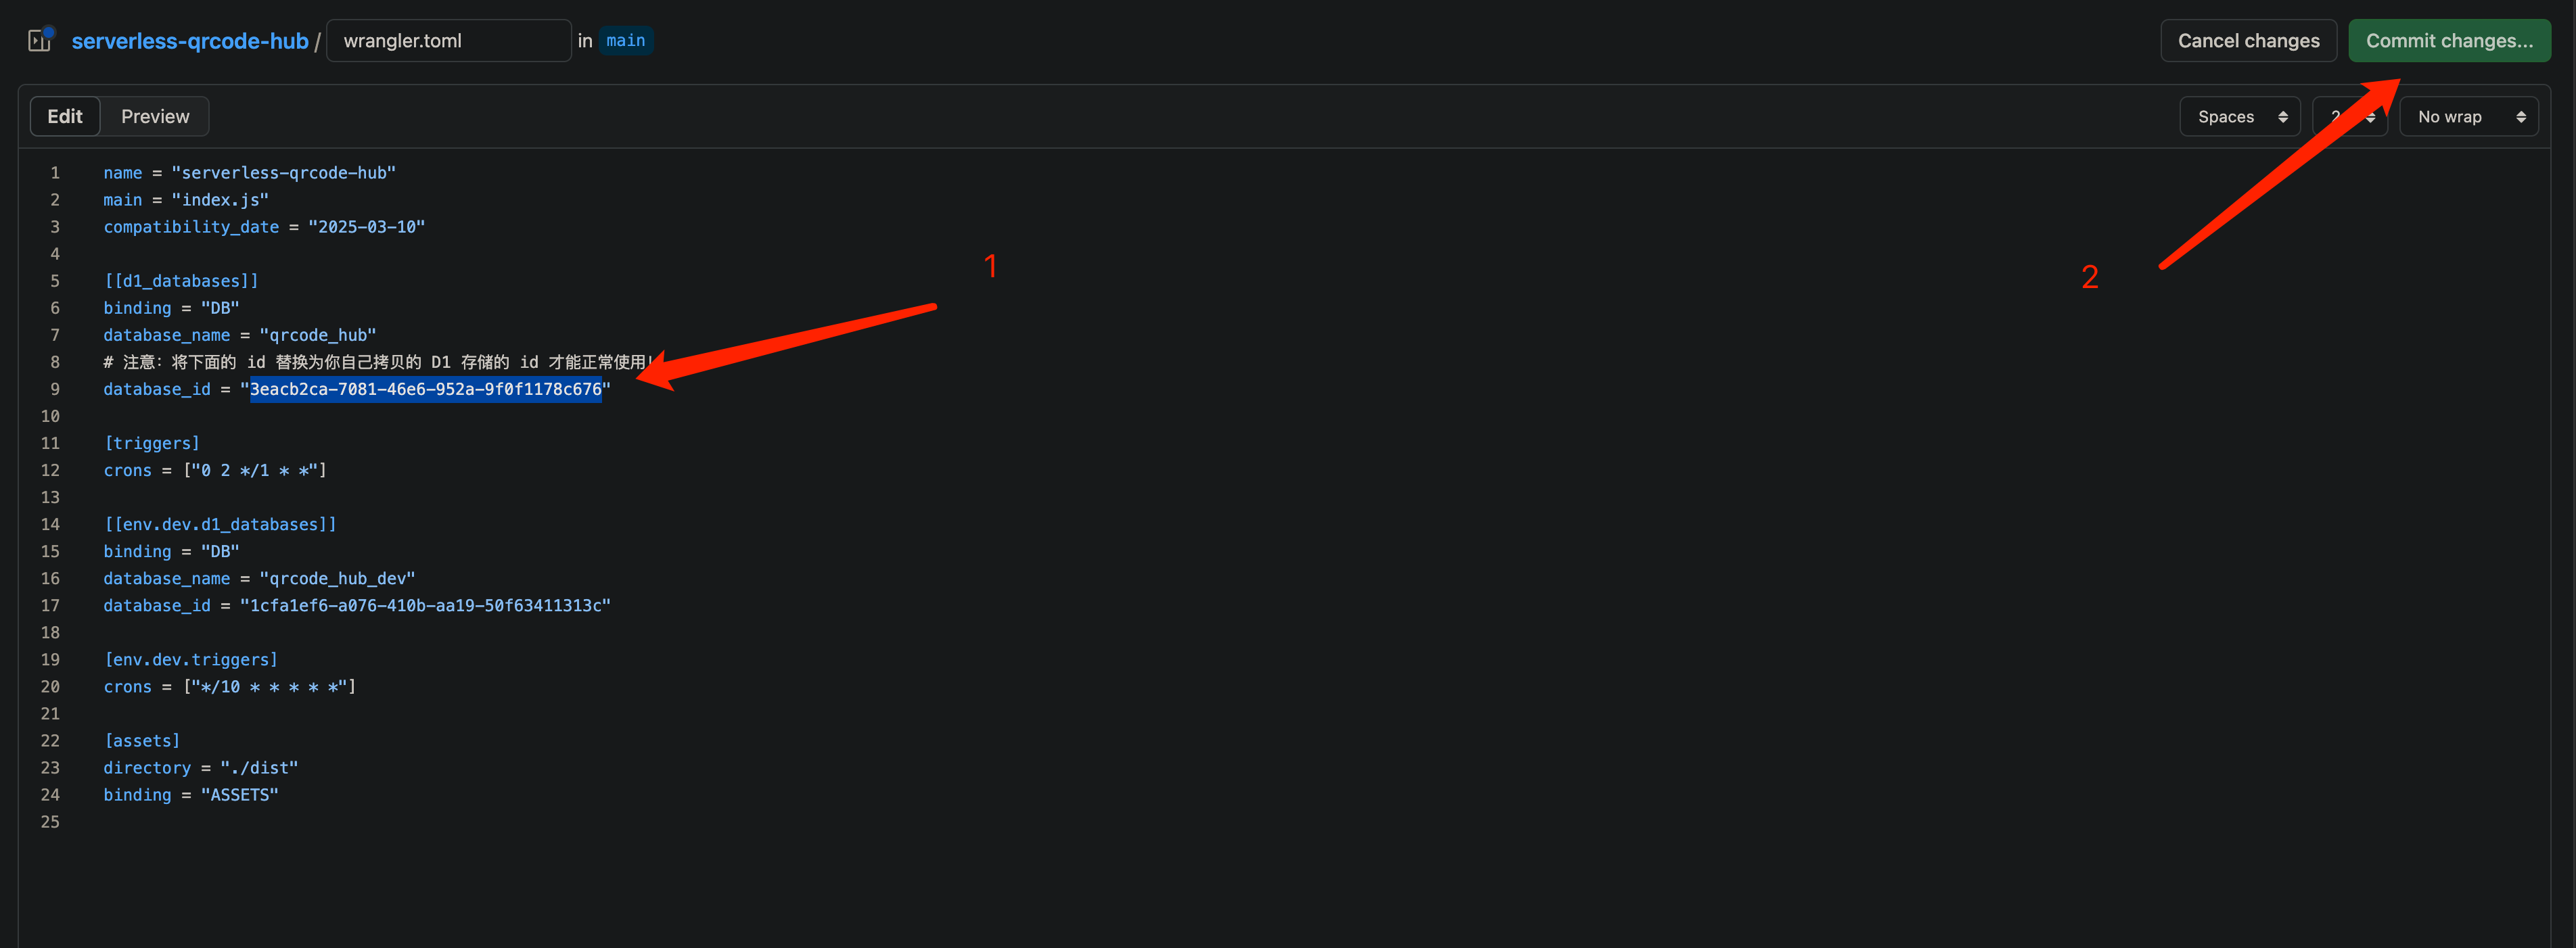 serverless-qrcode-hub / wrangler.toml in main Cancel changes Commit changes...
Edit Preview Spaces 2 No wrap
1 name = "serverless-qrcode-hub"
2 main = "index.js"
3 compatibility_date = "2025-03-10"
4
5 [[d1_databases]]
6 binding = "DB"
7 database_name = "qrcode_hub"
8 # 注意：将下面的 id 替换为你自己拷贝的 D1 存储的 id 才能正常使用!
9 database_id = "3eacb2ca-7081-46e6-952a-9f0f1178c676"
10
11 [triggers]
12 crons = ["0 2 */1 * *"]
13
14 [[env.dev.d1_databases]]
15 binding = "DB"
16 database_name = "qrcode_hub_dev"
17 database_id = "1cfa1ef6-a076-410b-aa19-50f63411313c"
18
19 [env.dev.triggers]
20 crons = ["*/10 * * * * *"]
21
22 [assets]
23 directory = "./dist"
24 binding = "ASSETS"
25
1
2